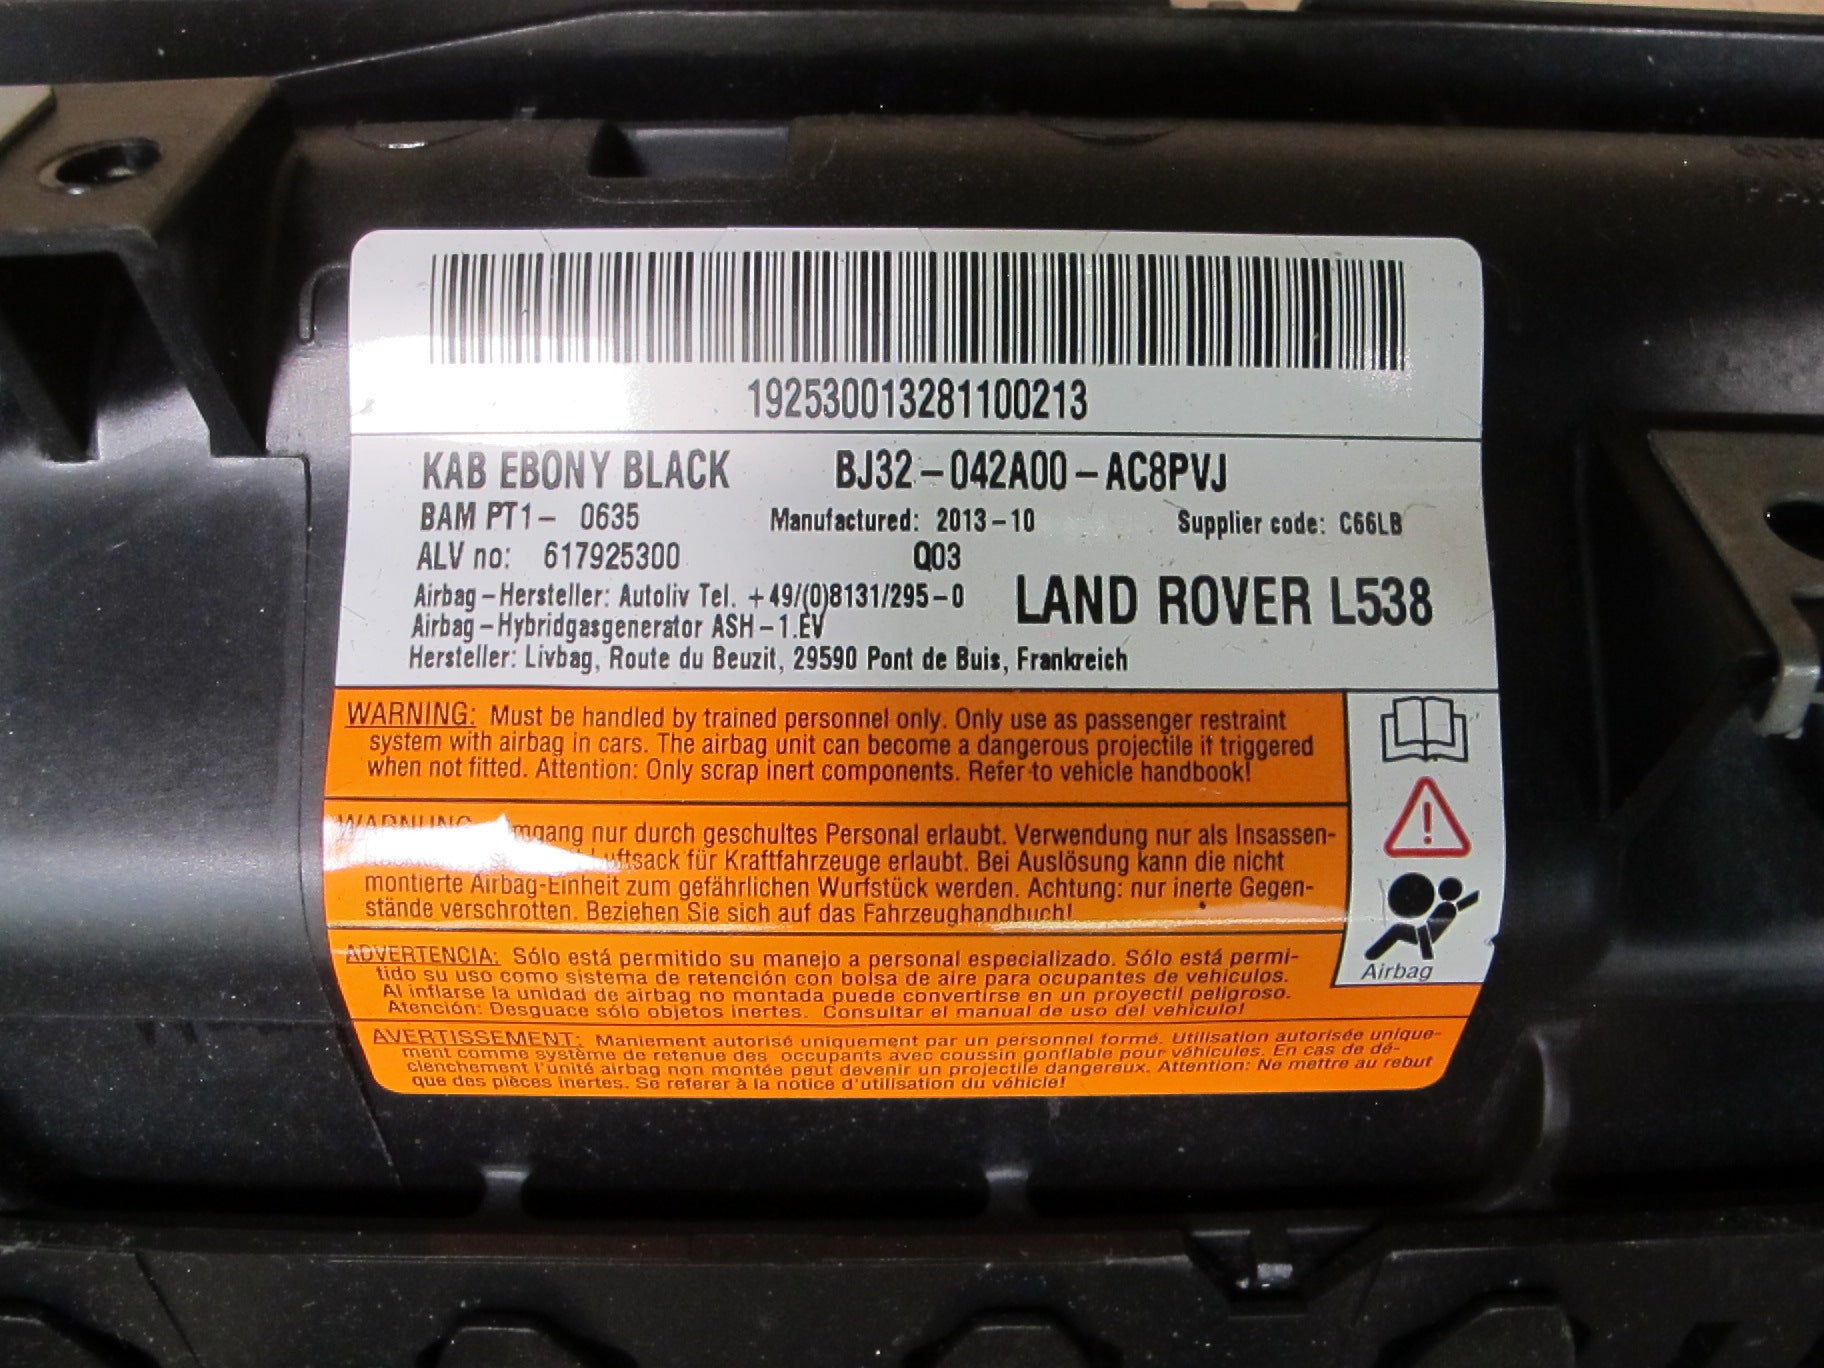 192530013281100213
KAB EBONY BLACK BJ32-042A00-AC8PVJ
BAM PT1- 0635 Manufactured: 2013-10 Supplier code: C66LB
ALV no: 617925300 Q03
Airbag-Hersteller: Autoliv Tel. +49/(0)8131/295-0
LAND ROVER L538
Airbag-Hybridgasgenerator ASH-1.EV
Hersteller: Livbag, Route du Beuzit, 29590 Pont de Buis, Frankreich
WARNING: Must be handled by trained personnel only. Only use as passenger restraint
system with airbag in cars. The airbag unit can become a dangerous projectile if triggered
when not fitted. Attention: Only scrap inert components. Refer to vehicle handbook!
WARNUNG nur durch geschultes Personal erlaubt. Verwendung nur als Insassen-
für Kraftfahrzeuge erlaubt. Bei Auslösung kann die nicht
montierte Airbag-Einheit zum gefährlichen Wurfstück werden. Achtung: nur inerte Gegen-
stände verschrotten. Beziehen Sie sich auf das Fahrzeughandbuch!
ADVERTENCIA: Sólo está permitido su manejo a personal especializado. Sólo está permi-
tido su uso como sistema de retención con bolsa de aire para ocupantes de vehículos.
Al inflarse la unidad de airbag no montada puede convertirse en un proyectil peligroso.
Atención: Desguace sólo objetos inertes. Consultar el manual de uso del vehículo!
AVERTISSEMENT: Maniement autorisé uniquement par un personnel formé. Utilisation autorisée unique-
ment comme système de retenue des occupants avec coussin gonflable pour véhicules. En cas de dé-
clenchement l'unité airbag non montée peut devenir un projectile dangereux. Attention: Ne mettre au rebut
que des pièces inertes. Se referer à la notice d'utilisation du véhicle!
Airbag